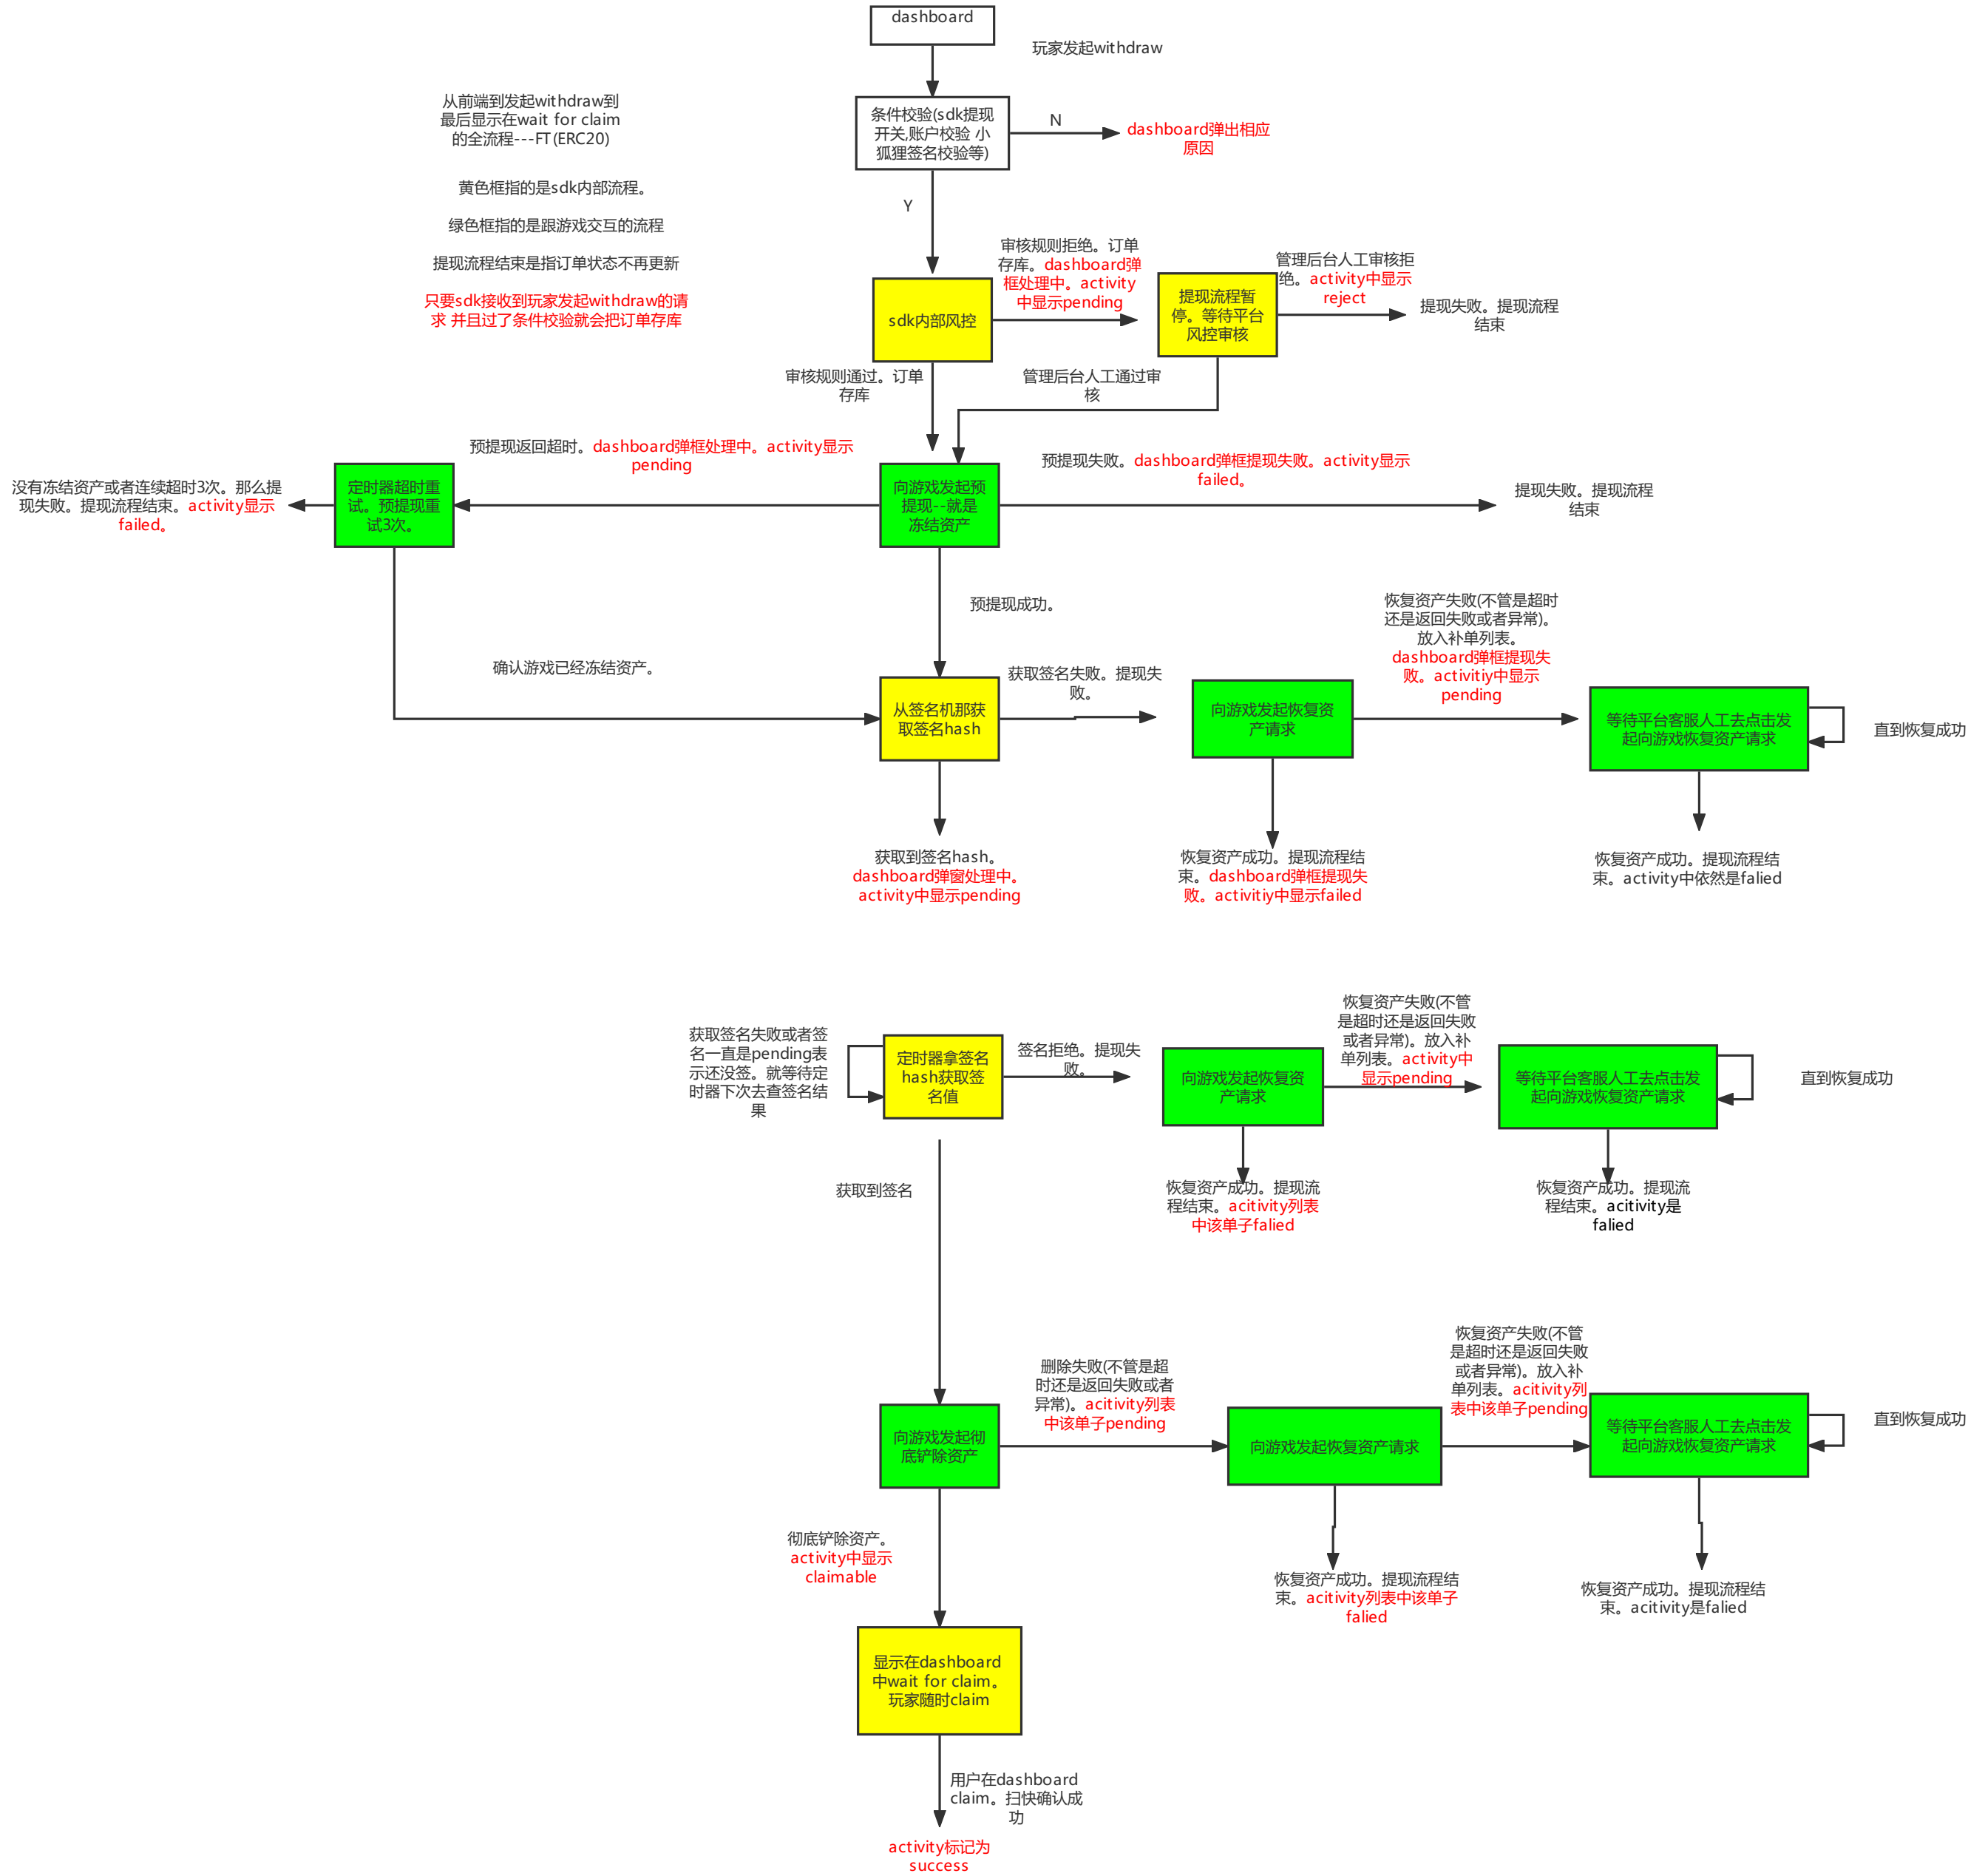 dashboard
玩家发起withdraw
从前端到发起withdraw到
最后显示在wait for claim
的全流程---FT(ERC20)
条件校验(sdk提现
开关,账户校验 小
狐狸签名校验等)
N
dashboard弹出相应
原因
黄色框指的是sdk内部流程。
绿色框指的是跟游戏交互的流程
提现流程结束是指订单状态不再更新
只要sdk接收到玩家发起withdraw的请
求 并且过了条件校验就会把订单存库
Y
sdk内部风控
审核规则拒绝。订单
存库。dashboard弹
框处理中。activity
中显示pending
提现流程暂
停。等待平台
风控审核
管理后台人工审核拒
绝。activity中显示
reject
提现失败。提现流程
结束
审核规则通过。订单
存库
管理后台人工通过审
核
没有冻结资产或者连续超时3次。那么提
现失败。提现流程结束。activity显示
failed。
定时器超时重
试。预提现重
试3次。
预提现返回超时。dashboard弹框处理中。activity显示
pending
向游戏发起预
提现--就是
冻结资产
预提现失败。dashboard弹框提现失败。activity显示
failed。
提现失败。提现流程
结束
预提现成功。
确认游戏已经冻结资产。
从签名机那获
取签名hash
获取签名失败。提现失
败。
向游戏发起恢复资
产请求
恢复资产失败(不管是超时
还是返回失败或者异常)。
放入补单列表。
dashboard弹框提现失
败。activitiy中显示
pending
等待平台客服人工去点击发
起向游戏恢复资产请求
直到恢复成功
获取到签名hash。
dashboard弹窗处理中。
activity中显示pending
恢复资产成功。提现流程结
束。dashboard弹框提现失
败。activitiy中显示failed
恢复资产成功。提现流程结
束。activity中依然是falied
获取签名失败或者签
名一直是pending表
示还没签。就等待定
时器下次去查签名结
果
定时器拿签名
hash获取签
名值
签名拒绝。提现失
败。
向游戏发起恢复资
产请求
恢复资产失败(不管
是超时还是返回失败
或者异常)。放入补
单列表。activity中
显示pending
等待平台客服人工去点击发
起向游戏恢复资产请求
直到恢复成功
获取到签名
恢复资产成功。提现流
程结束。acitivity列表
中该单子falied
恢复资产成功。提现流
程结束。acitivity是
falied
向游戏发起彻
底铲除资产
删除失败(不管是超
时还是返回失败或者
异常)。acitivity列表
中该单子pending
向游戏发起恢复资产请求
恢复资产失败(不管
是超时还是返回失败
或者异常)。放入补
单列表。acitivity列
表中该单子pending
等待平台客服人工去点击发
起向游戏恢复资产请求
直到恢复成功
彻底铲除资产。
activity中显示
claimable
恢复资产成功。提现流程结
束。acitivity列表中该单子
falied
恢复资产成功。提现流程结
束。acitivity是falied
显示在dashboard
中wait for claim。
玩家随时claim
用户在dashboard
claim。扫快确认成
功
activity标记为
success